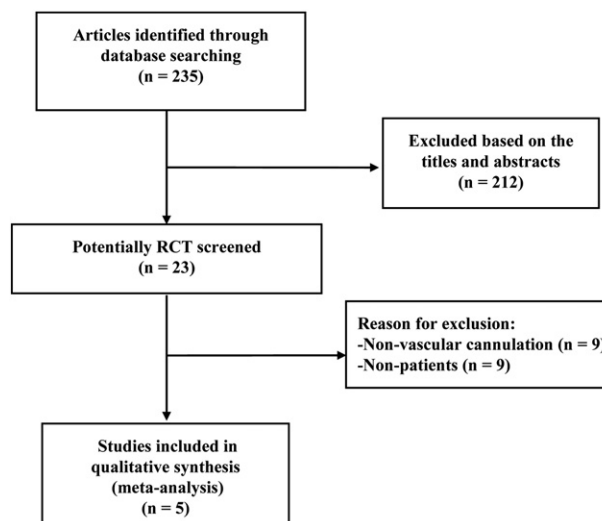 Articles identified through
database searching
(n = 235)
Excluded based on the
titles and abstracts
(n = 212)
Potentially RCT screened
(n = 23)
Reason for exclusion:
-Non-vascular cannulation (n = 9)
-Non-patients (n = 9)
Studies included in
qualitative synthesis
(meta-analysis)
(n = 5)